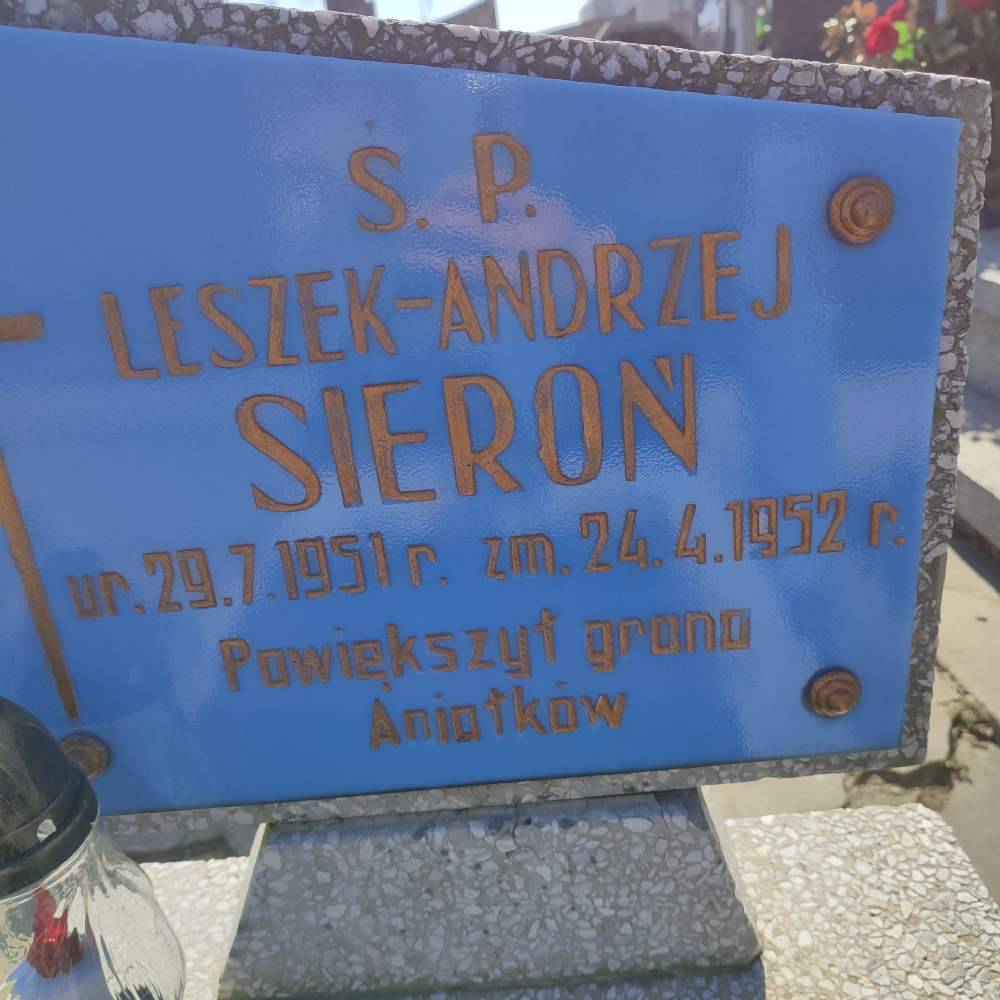 Ś. P.
LESZEK-ANDRZEJ
SIEROŃ
ur. 29.7.1951 r. zm. 24.4.1952 r.
Powiększył grono
Aniołków